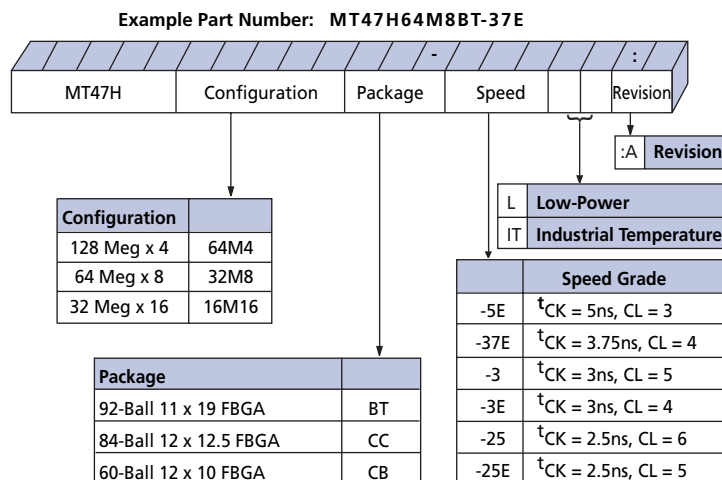 Example Part Number: MT47H64M8BT-37E
- :
MT47H Configuration Package Speed Revision
:A Revision
L Low-Power
IT Industrial Temperature
Configuration
128 Meg x 4 64M4
64 Meg x 8 32M8
32 Meg x 16 16M16
Package
92-Ball 11 x 19 FBGA BT
84-Ball 12 x 12.5 FBGA CC
60-Ball 12 x 10 FBGA CB
Speed Grade
-5E tCK = 5ns, CL = 3
-37E tCK = 3.75ns, CL = 4
-3 tCK = 3ns, CL = 5
-3E tCK = 3ns, CL = 4
-25 tCK = 2.5ns, CL = 6
-25E tCK = 2.5ns, CL = 5